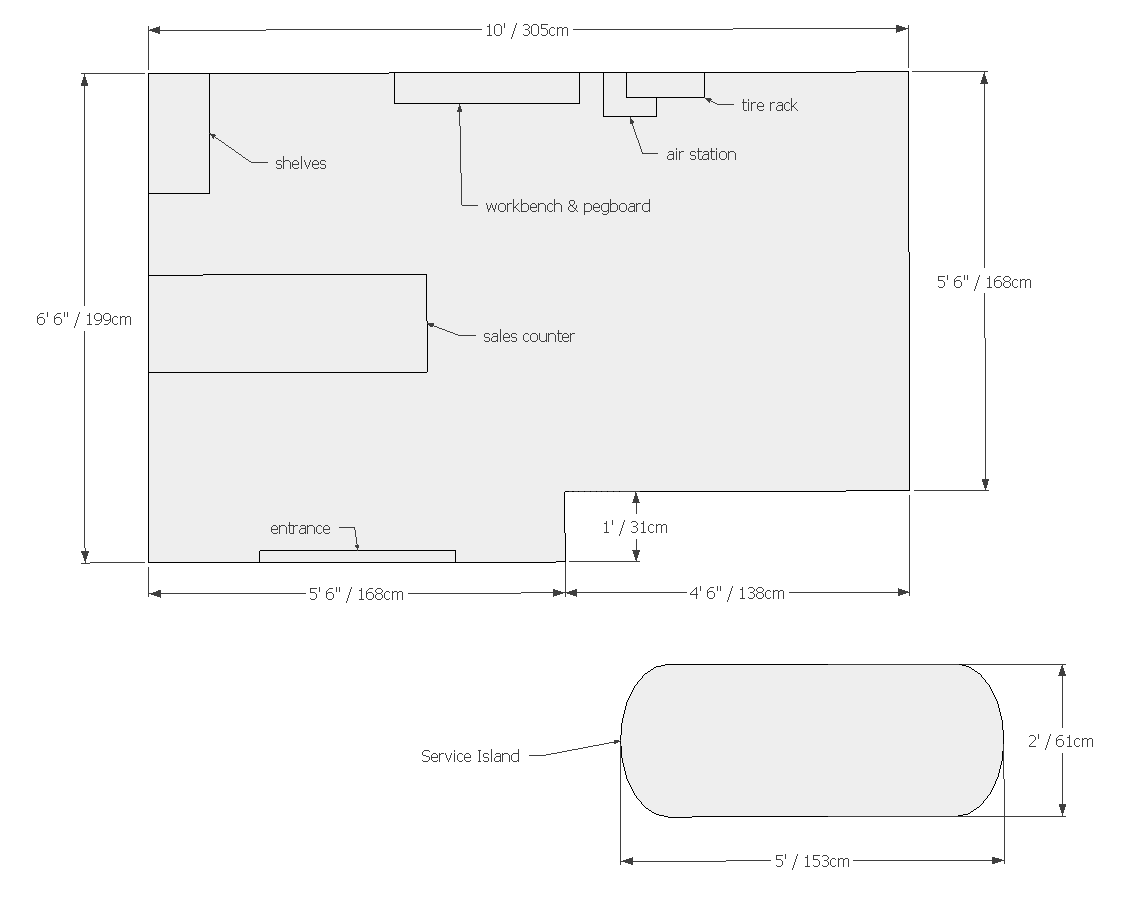 10' / 305cm
tire rack
air station
shelves
workbench & pegboard
5' 6" / 168cm
6' 6" / 199cm
sales counter
entrance
1' / 31cm
5' 6" / 168cm
4' 6" / 138cm
Service Island
2' / 61cm
5' / 153cm